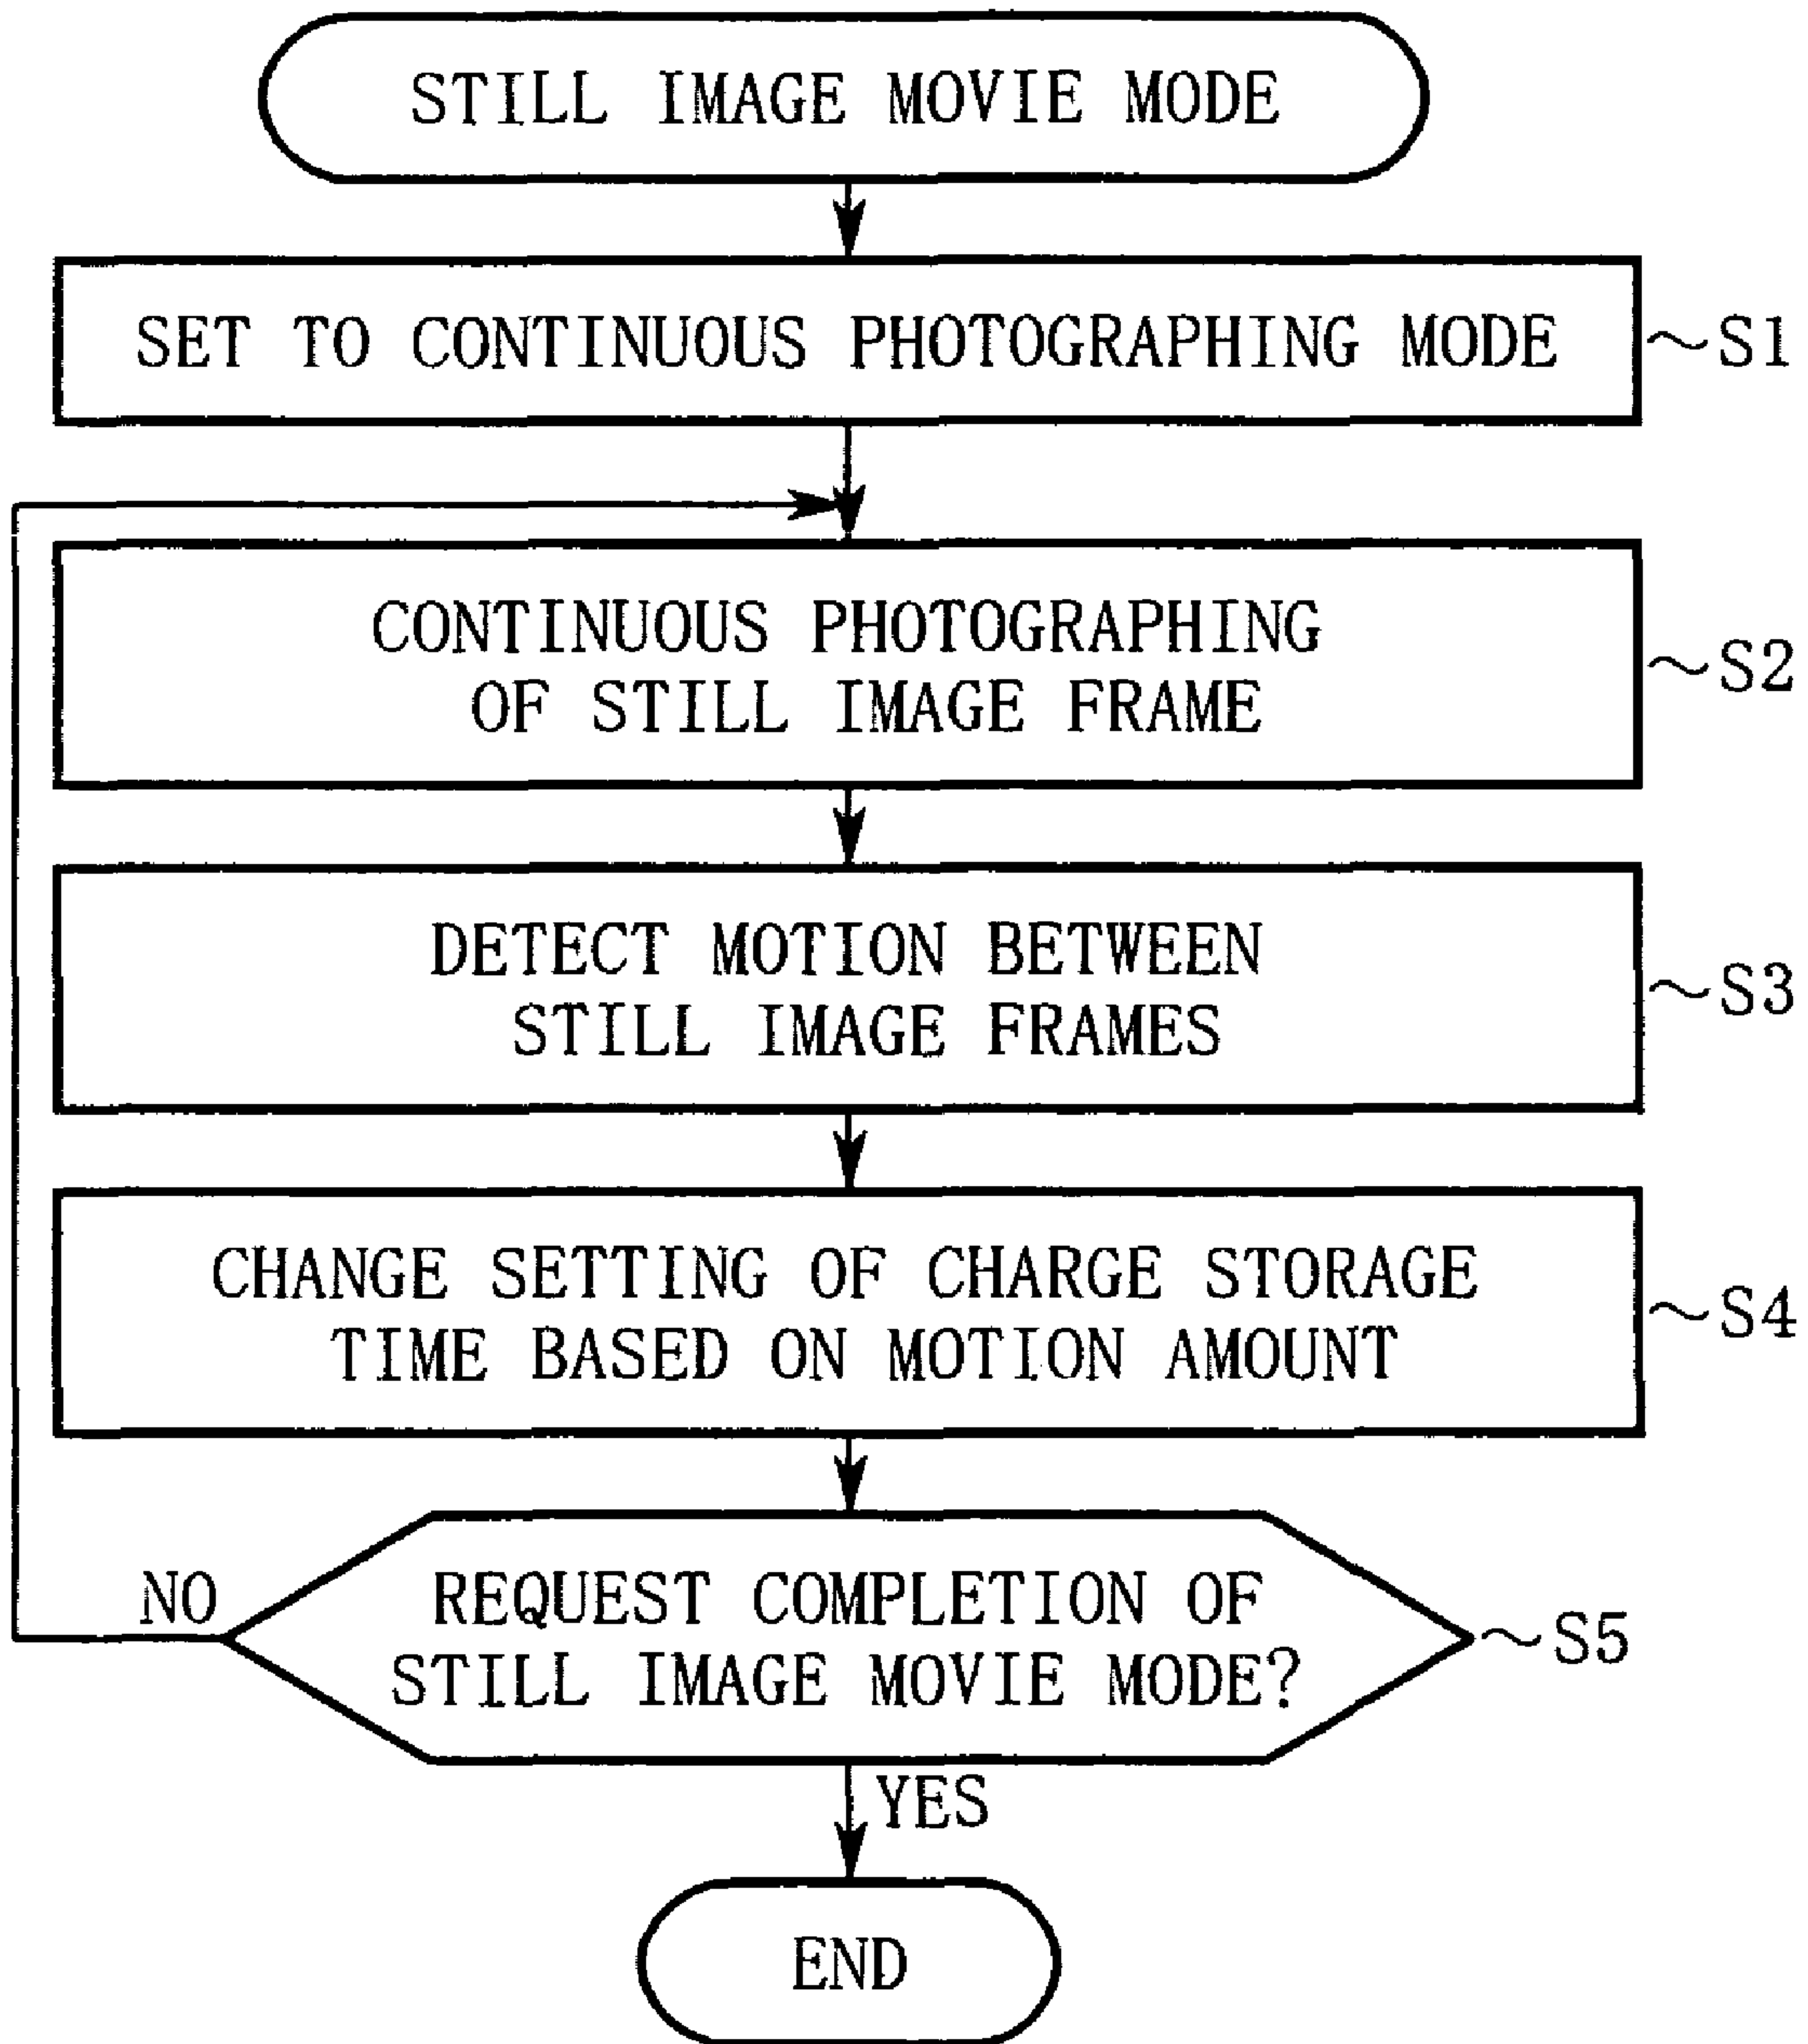 STILL IMAGE MOVIE MODE
SET TO CONTINUOUS PHOTOGRAPHING MODE
~S1
CONTINUOUS PHOTOGRAPHING
OF STILL IMAGE FRAME
~S2
DETECT MOTION BETWEEN
STILL IMAGE FRAMES
~S3
CHANGE SETTING OF CHARGE STORAGE
TIME BASED ON MOTION AMOUNT
~S4
NO
REQUEST COMPLETION OF
STILL IMAGE MOVIE MODE?
~S5
YES
END